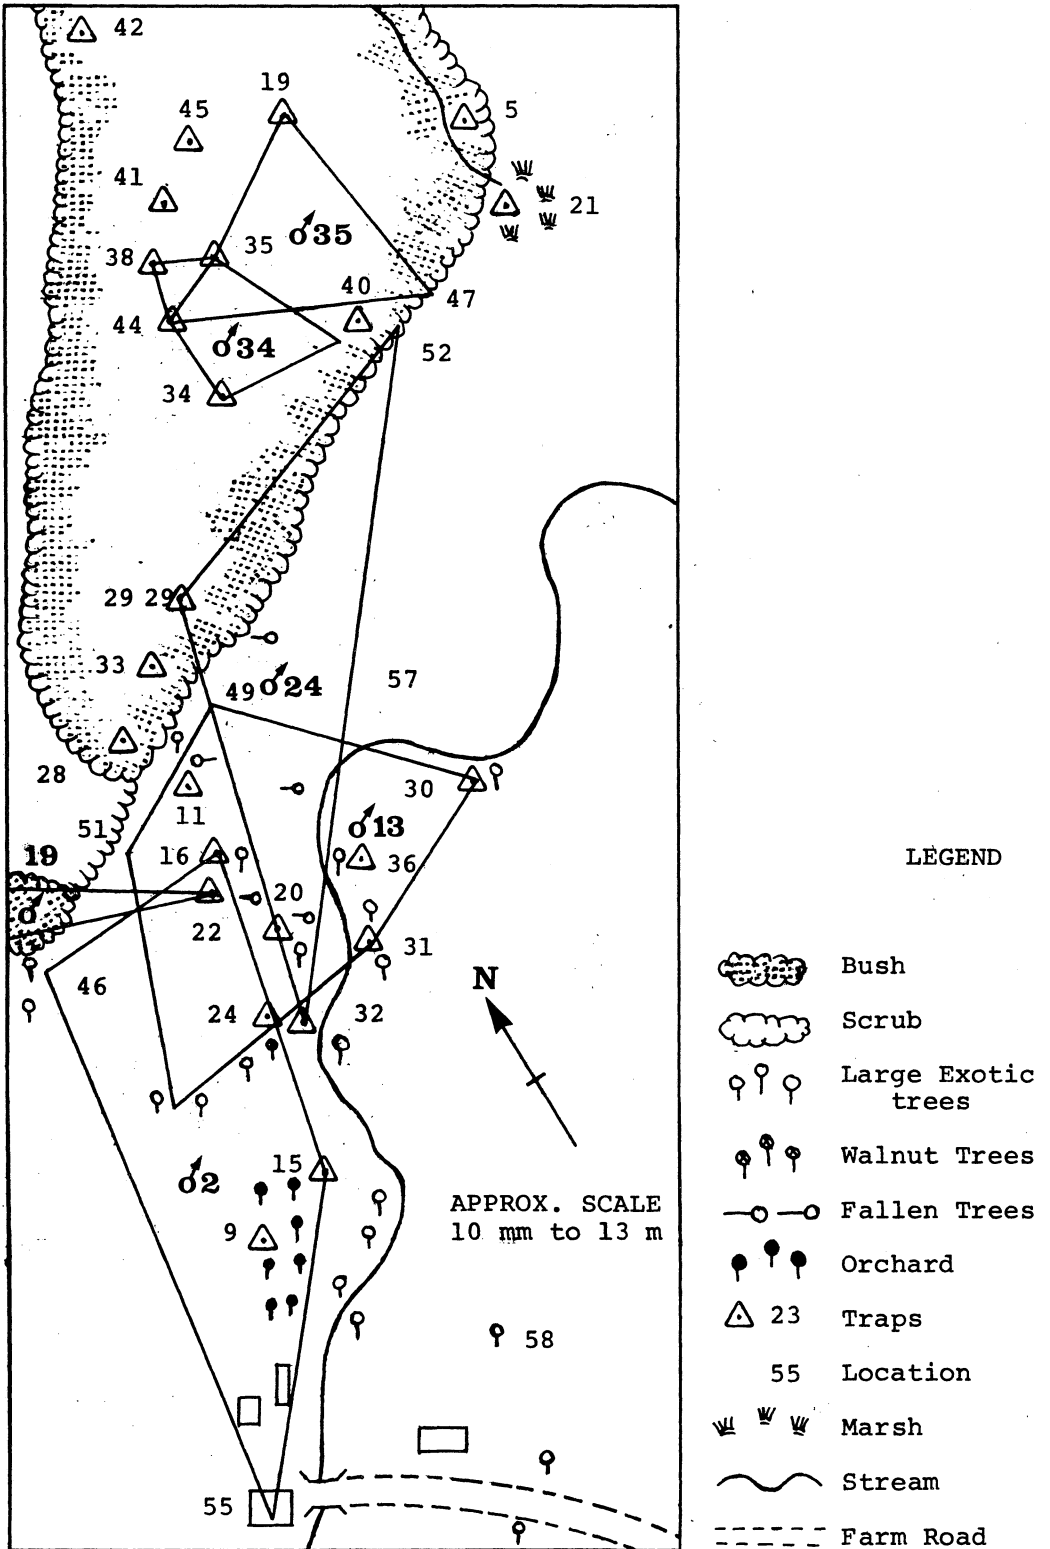 42
19
45
5
41
21
♂35
35
38
40
47
44
♂34
52
34
29 29
33
49 ♂24
57
28
30
11
51
♂13
16
36
19
♂
20
22
31
46
N
24
32
15
♂2
APPROX. SCALE
10 mm to 13 m
9
58
55
LEGEND
Bush
Scrub
Large Exotic
trees
Walnut Trees
Fallen Trees
Orchard
23 Traps
55 Location
Marsh
Stream
Farm Road